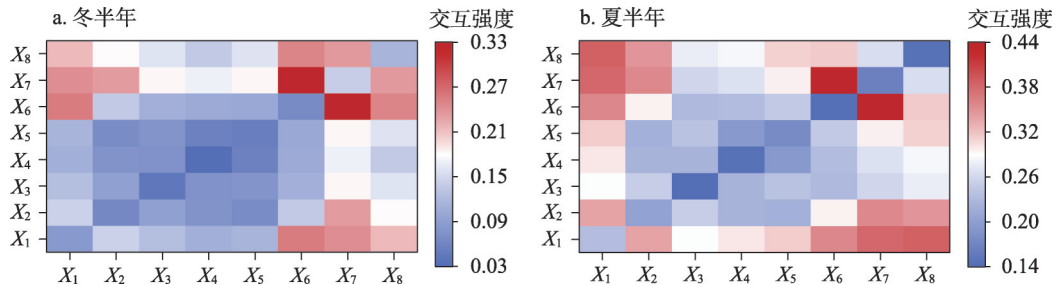 a. 冬半年
交互强度
X₈
X₇
X₆
X₅
X₄
X₃
X₂
X₁
X₁ X₂ X₃ X₄ X₅ X₆ X₇ X₈
0.33
0.27
0.21
0.15
0.09
0.03
b. 夏半年
交互强度
X₈
X₇
X₆
X₅
X₄
X₃
X₂
X₁
X₁ X₂ X₃ X₄ X₅ X₆ X₇ X₈
0.44
0.38
0.32
0.26
0.20
0.14